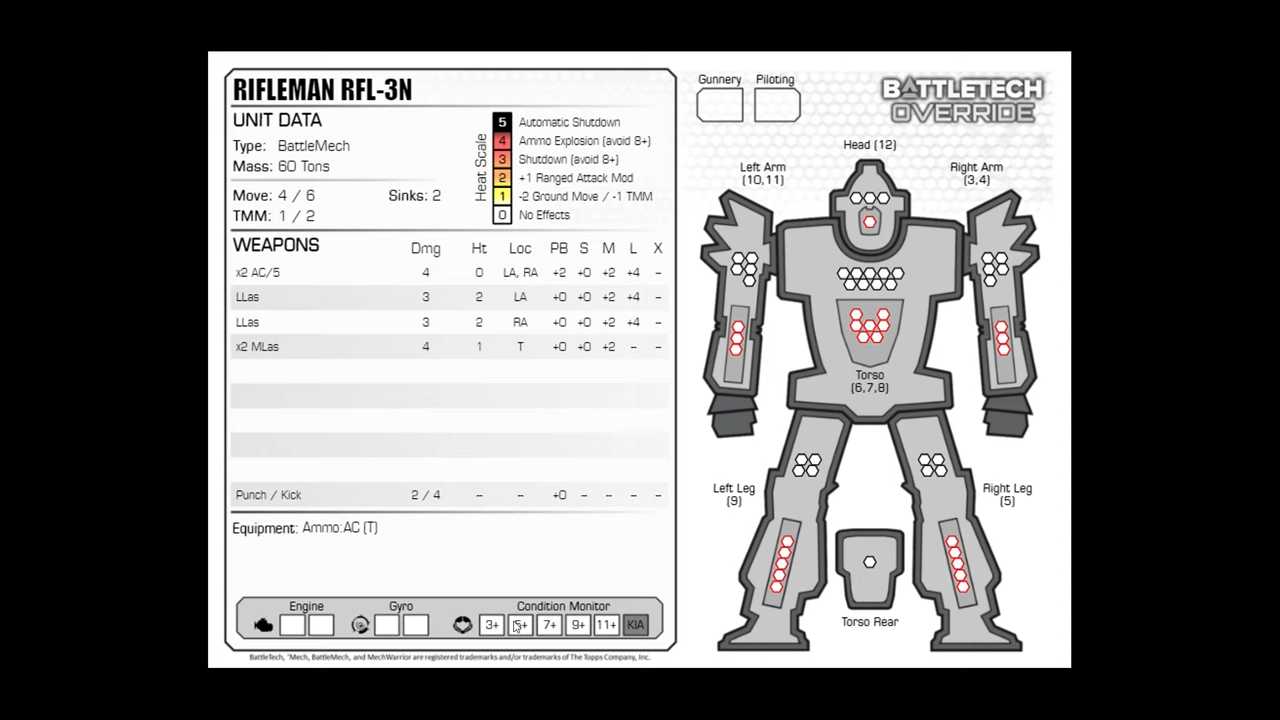 RIFLEMAN RFL-3N
UNIT DATA
Type: BattleMech
Mass: 60 Tons
Move: 4 / 6 Sinks: 2
TMM: 1 / 2
Heat Scale
5 Automatic Shutdown
4 Ammo Explosion (avoid 8+)
3 Shutdown (avoid 8+)
2 +1 Ranged Attack Mod
1 -2 Ground Move / -1 TMM
0 No Effects
WEAPONS Dmg Ht Loc PB S M L X
x2 AC/5 4 0 LA, RA +2 +0 +2 +4 --
LLas 3 2 LA +0 +0 +2 +4 --
LLas 3 2 RA +0 +0 +2 +4 --
x2 MLas 4 1 T +0 +0 +2 -- --
Punch / Kick 2 / 4 -- -- +0 -- -- -- --
Equipment: Ammo:AC (T)
Engine Gyro Condition Monitor
3+ 5+ 7+ 9+ 11+ KIA
BattleTech, 'Mech, BattleMech, and MechWarrior are registered trademarks and/or trademarks of The Topps Company, Inc.
Gunnery Piloting
BATTLETECH
OVERRIDE
Head (12)
Left Arm
(10,11)
Right Arm
(3,4)
Torso
(6,7,8)
Left Leg
(9)
Right Leg
(5)
Torso Rear